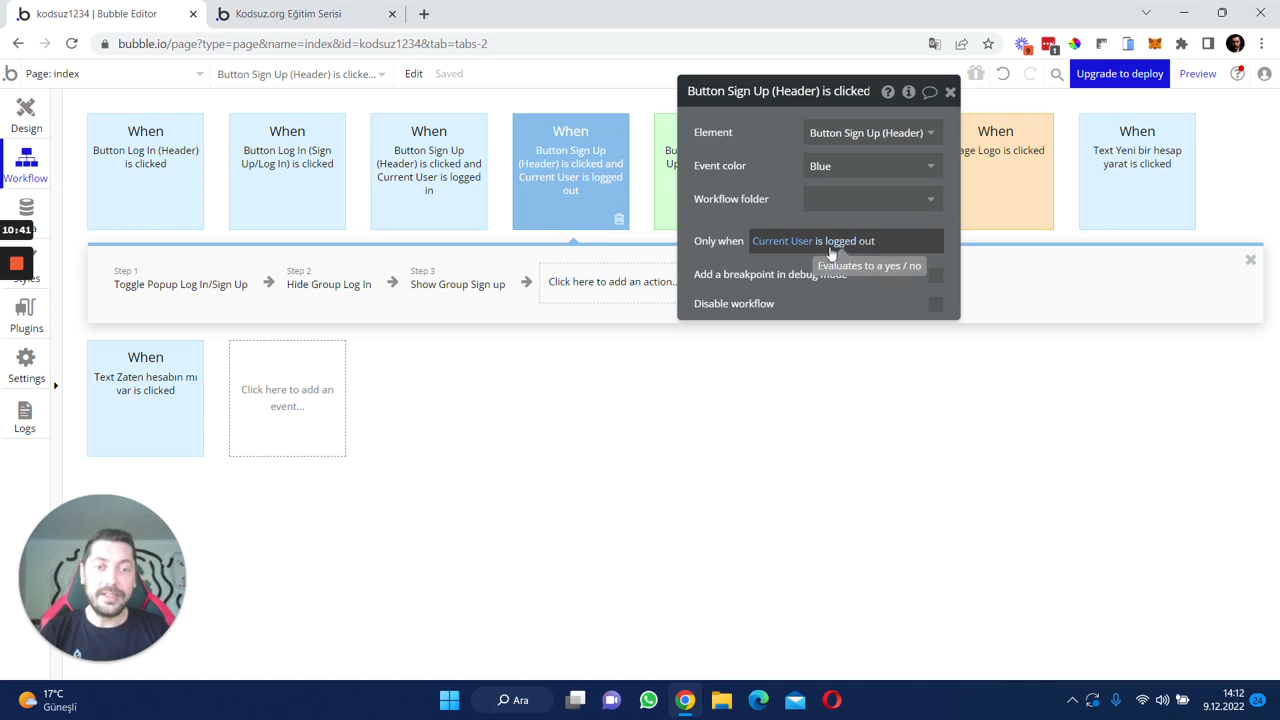 kodsuz1234 | Bubble Editor
Kodsuz.org Eğitim Serisi
bubble.io/page?type=page&name=index&id=kodsuz1234&tab=tabs-2
9
1
Page: index
Button Sign Up (Header) is clicke...
Edit
Saved
Upgrade to deploy
Preview
Design
Workflow
10:41
Plugins
Settings
Logs
When
Button Log In (Header)
is clicked
When
Button Log In (Sign
Up/Log In) is clicked
When
Button Sign Up
(Header) is clicked and
Current User is logged
in
When
Button Sign Up
(Header) is clicked and
Current User is logged
out
When
Text Yeni bir hesap
yarat is clicked
Button Sign Up (Header) is clicked
Element
Button Sign Up (Header)
Event color
Blue
Workflow folder
Only when
Current User is logged out
Evaluates to a yes / no
Add a breakpoint in debug mode
Disable workflow
Step 1
Toggle Popup Log In/Sign Up
Step 2
Hide Group Log In
Step 3
Show Group Sign up
Click here to add an action...
When
Text Zaten hesabın mı
var is clicked
Click here to add an
event...
17°C
Güneşli
Ara
14:12
9.12.2022
24